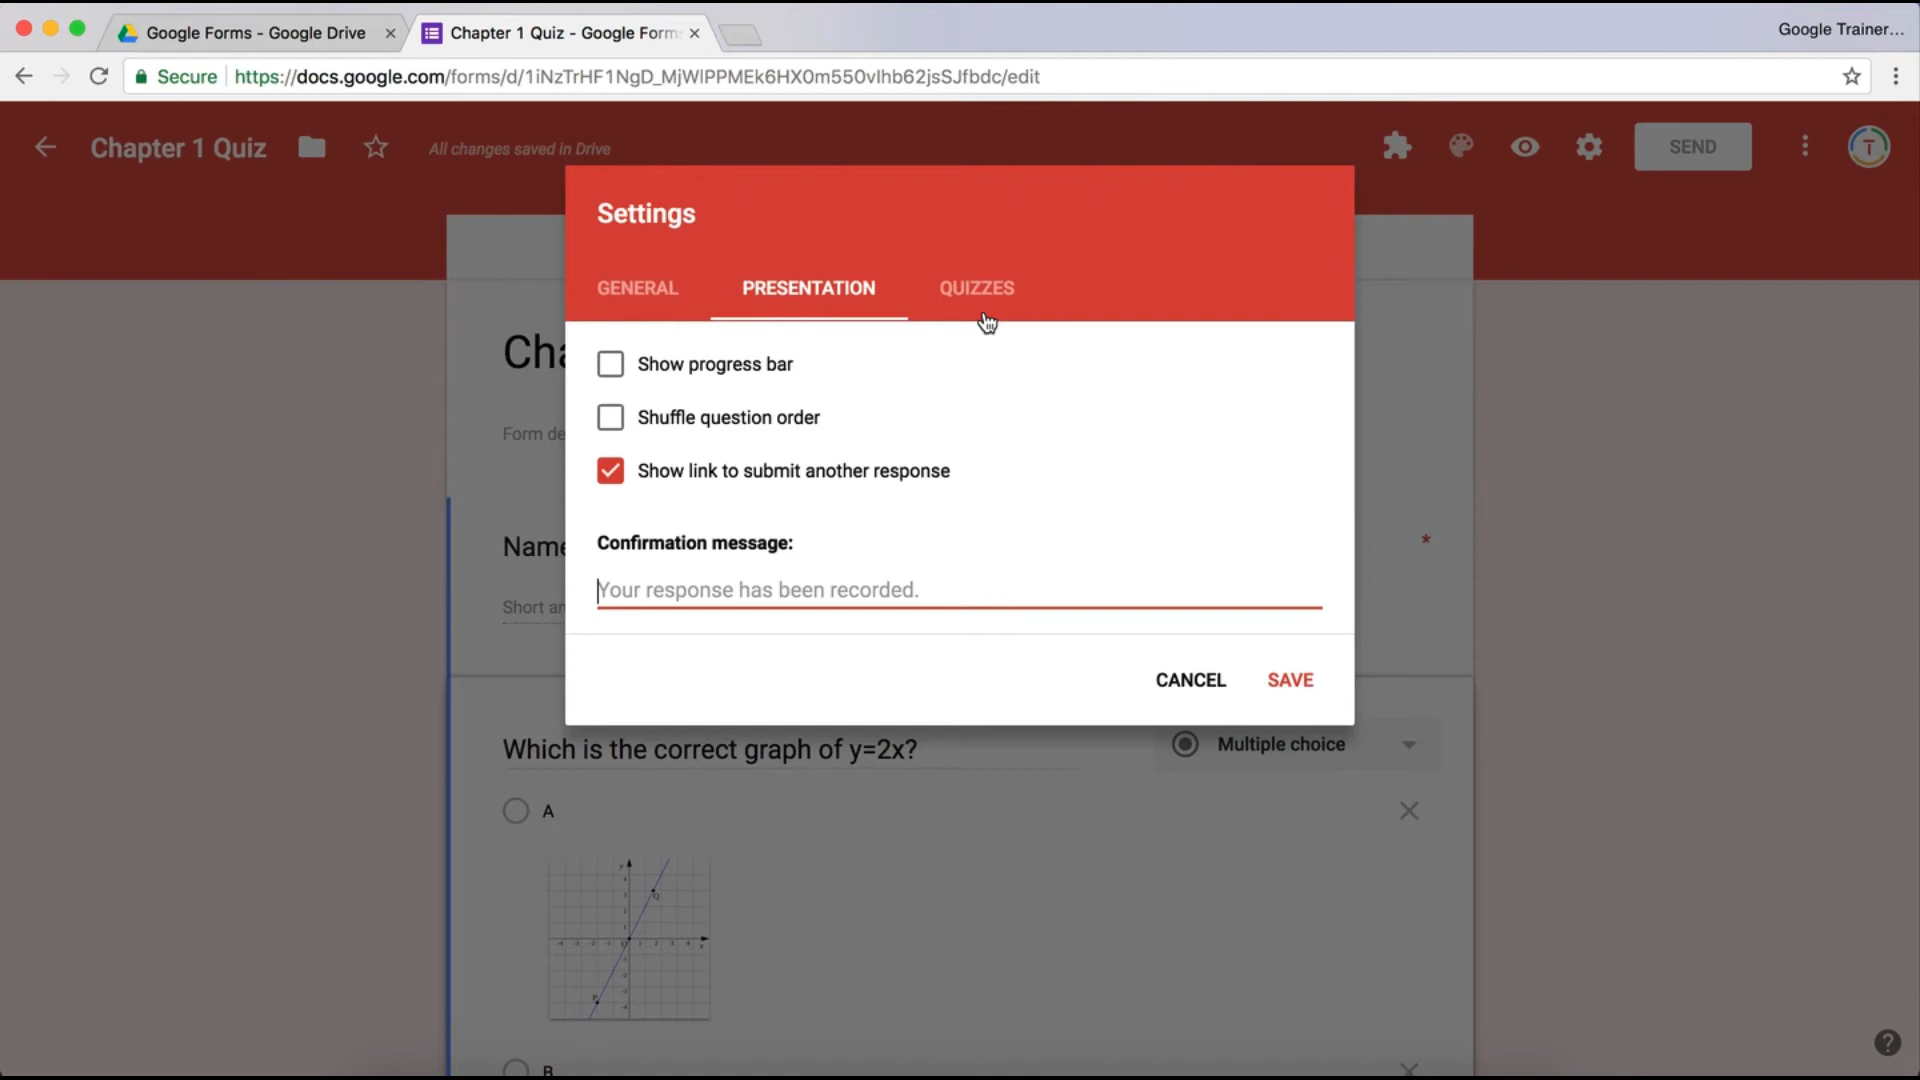 Google Forms - Google Drive
Chapter 1 Quiz - Google Form
Google Trainer...
Secure
https://docs.google.com/forms/d/1iNzTrHF1NgD_MjWlPPMEk6HX0m550vIhb62jsSJfbdc/edit
Chapter 1 Quiz
All changes saved in Drive
SEND
T
Settings
GENERAL
PRESENTATION
QUIZZES
Cha
Show progress bar
Form de
Shuffle question order
Show link to submit another response
Name
*
Confirmation message:
Your response has been recorded.
Short an
CANCEL
SAVE
Which is the correct graph of y=2x?
Multiple choice
A
B
?